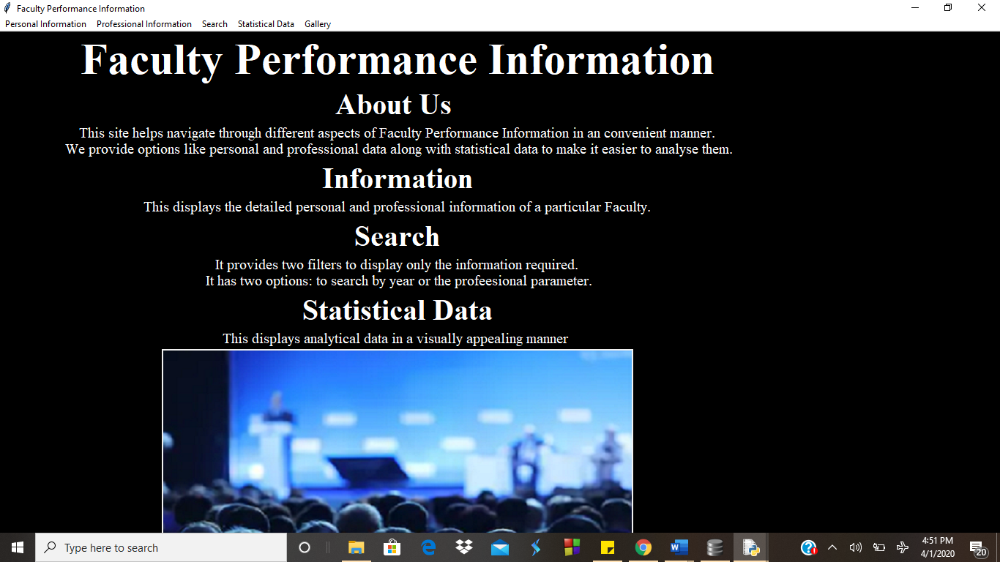 Faculty Performance Information
Personal Information Professional Information Search Statistical Data Gallery
Faculty Performance Information
About Us
This site helps navigate through different aspects of Faculty Performance Information in an convenient manner.
We provide options like personal and professional data along with statistical data to make it easier to analyse them.
Information
This displays the detailed personal and professional information of a particular Faculty.
Search
It provides two filters to display only the information required.
It has two options: to search by year or the profeesional parameter.
Statistical Data
This displays analytical data in a visually appealing manner
Type here to search
4:51 PM
4/1/2020
20